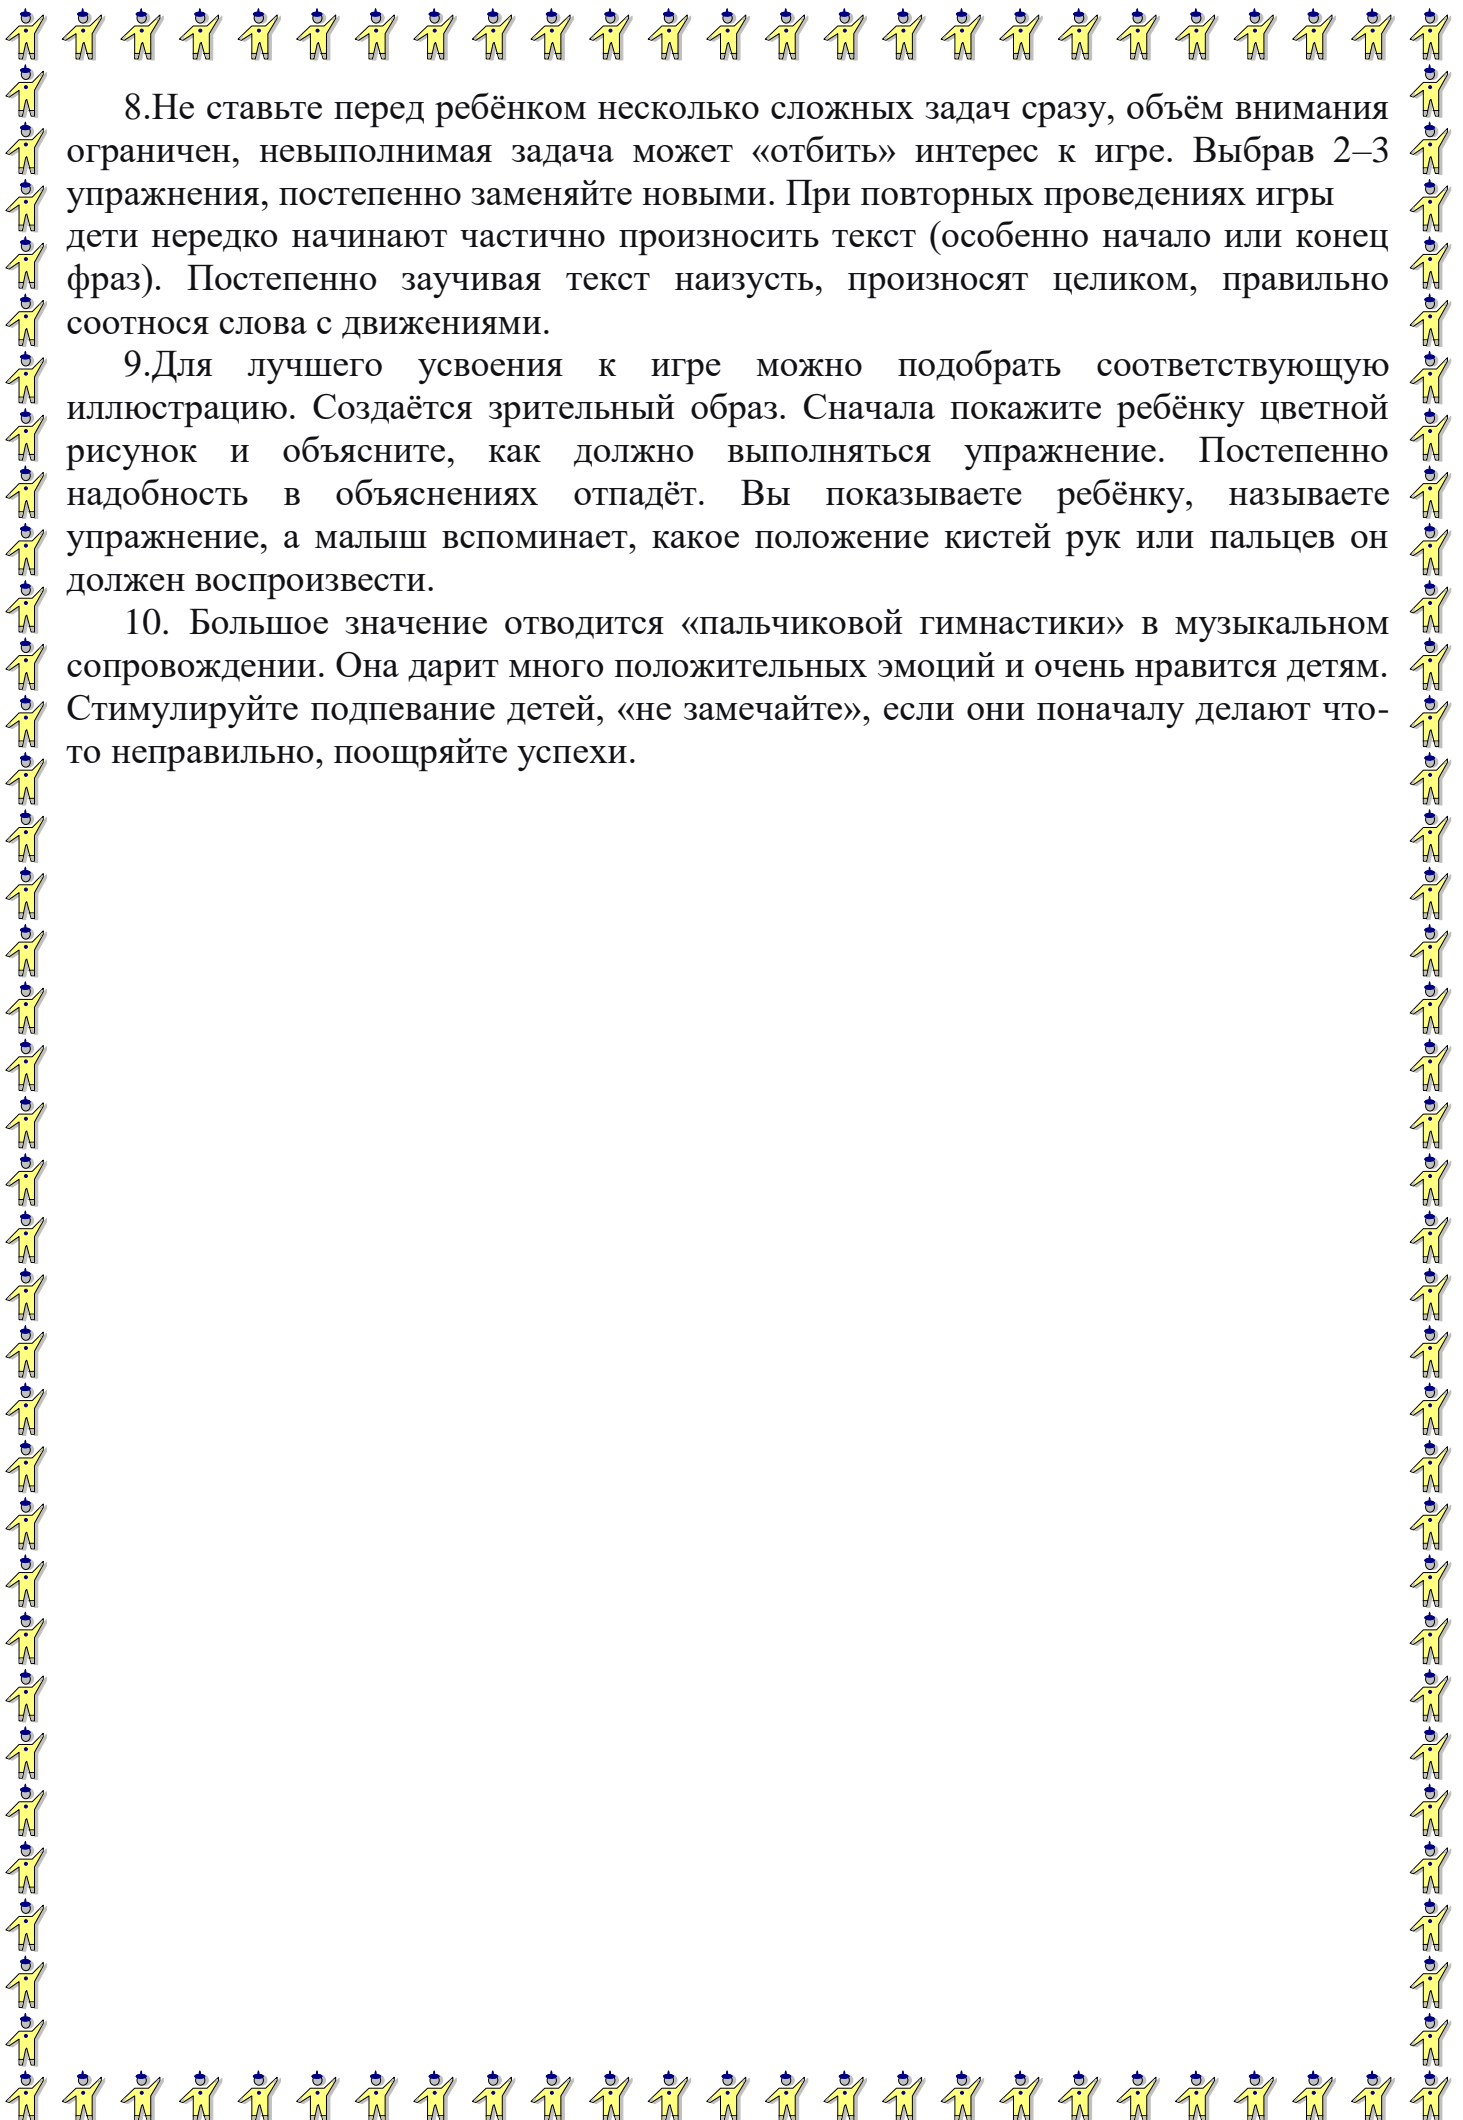 8.Не ставьте перед ребёнком несколько сложных задач сразу, объём внимания
ограничен, невыполнимая задача может «отбить» интерес к игре. Выбрав 2–3
упражнения, постепенно заменяйте новыми. При повторных проведениях игры
дети нередко начинают частично произносить текст (особенно начало или конец
фраз). Постепенно заучивая текст наизусть, произносят целиком, правильно
соотнося слова с движениями.
9.Для лучшего усвоения к игре можно подобрать соответствующую
иллюстрацию. Создаётся зрительный образ. Сначала покажите ребёнку цветной
рисунок и объясните, как должно выполняться упражнение. Постепенно
надобность в объяснениях отпадёт. Вы показываете ребёнку, называете
упражнение, а малыш вспоминает, какое положение кистей рук или пальцев он
должен воспроизвести.
10. Большое значение отводится «пальчиковой гимнастики» в музыкальном
сопровождении. Она дарит много положительных эмоций и очень нравится детям.
Стимулируйте подпевание детей, «не замечайте», если они поначалу делают что-
то неправильно, поощряйте успехи.